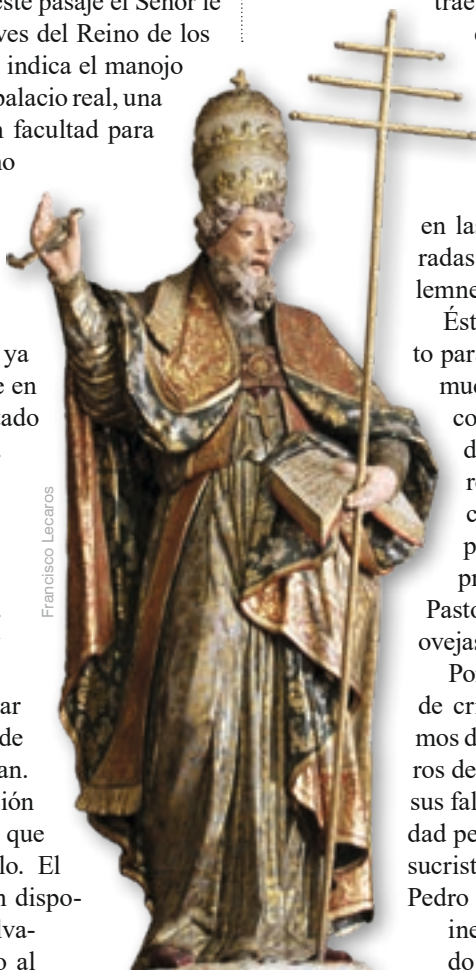 este pasaje el Señor le
ves del Reino de los
indica el manojo
palacio real, una
facultad para
ya
e en
tado
ar
de
an.
ión
que
lo. El
n dispo-
lva-
o al
Francisco Lecaros
trae
en la
radas
lemne
Ést
to par
muc
co
d
r
c
p
pr
Pasto
ovejas
Po
de cr
mos d
ros de
sus fal
dad pe
sucrist
Pedro
ine
do